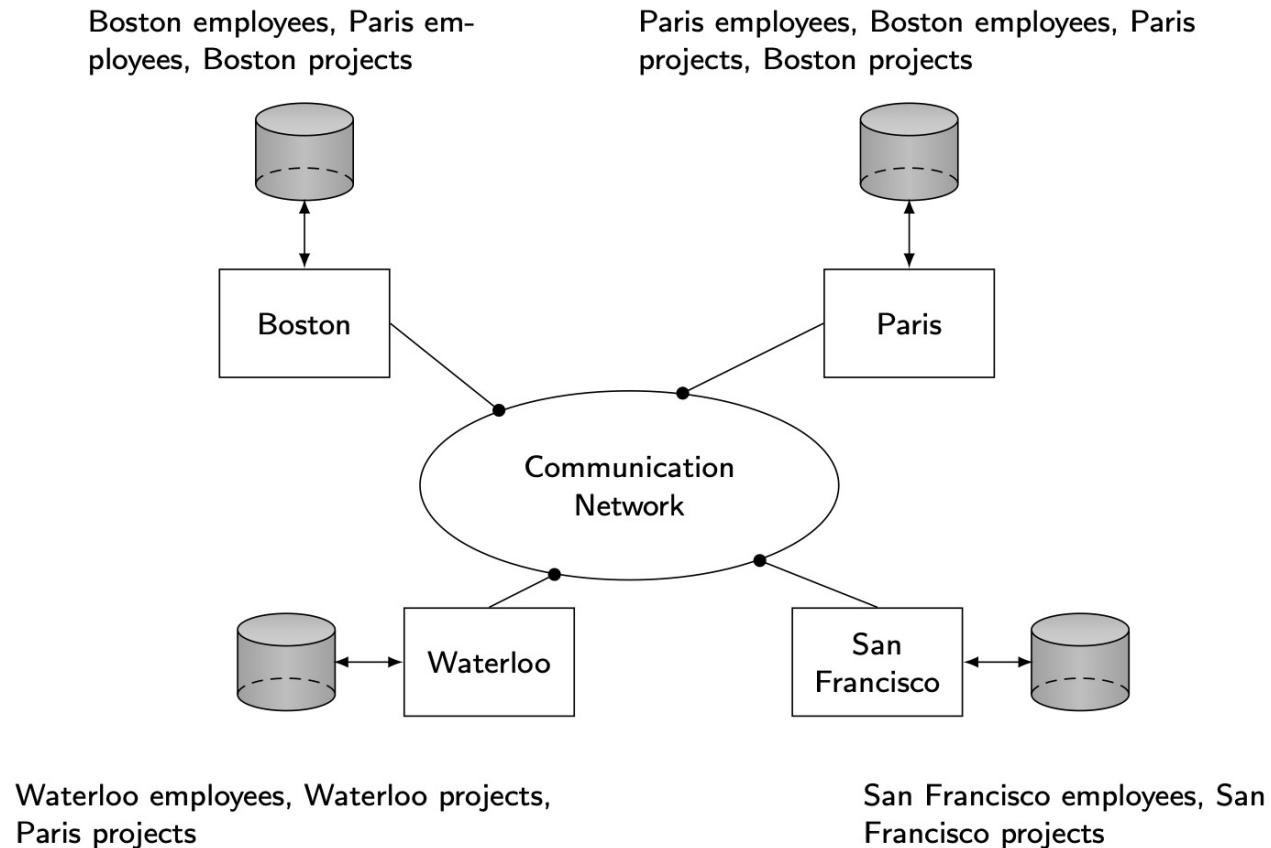 Boston employees, Paris em-
ployees, Boston projects
Paris employees, Boston employees, Paris
projects, Boston projects
Boston
Paris
Communication
Network
Waterloo
San
Francisco
Waterloo employees, Waterloo projects,
Paris projects
San Francisco employees, San
Francisco projects